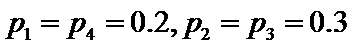 p₁ = p₄ = 0.2, p₂ = p₃ = 0.3